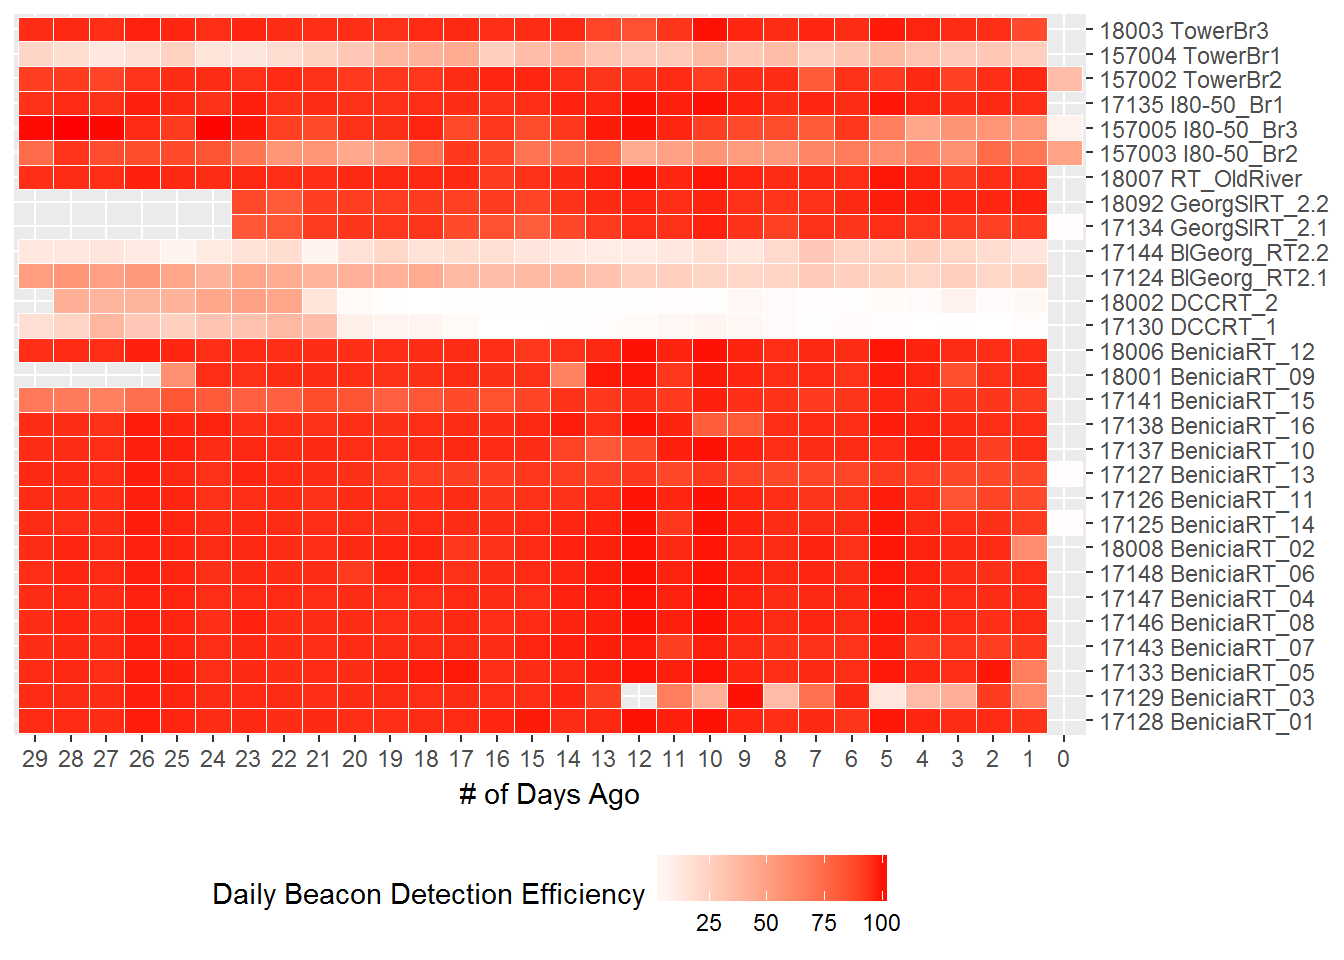 18003 TowerBr3
157004 TowerBr1
157002 TowerBr2
17135 I80-50_Br1
157005 I80-50_Br3
157003 I80-50_Br2
18007 RT_OldRiver
18092 GeorgSlRT_2.2
17134 GeorgSlRT_2.1
17144 BlGeorg_RT2.2
17124 BlGeorg_RT2.1
18002 DCCRT_2
17130 DCCRT_1
18006 BeniciaRT_12
18001 BeniciaRT_09
17141 BeniciaRT_15
17138 BeniciaRT_16
17137 BeniciaRT_10
17127 BeniciaRT_13
17126 BeniciaRT_11
17125 BeniciaRT_14
18008 BeniciaRT_02
17148 BeniciaRT_06
17147 BeniciaRT_04
17146 BeniciaRT_08
17143 BeniciaRT_07
17133 BeniciaRT_05
17129 BeniciaRT_03
17128 BeniciaRT_01
29 28 27 26 25 24 23 22 21 20 19 18 17 16 15 14 13 12 11 10 9 8 7 6 5 4 3 2 1 0
# of Days Ago
Daily Beacon Detection Efficiency
25 50 75 100